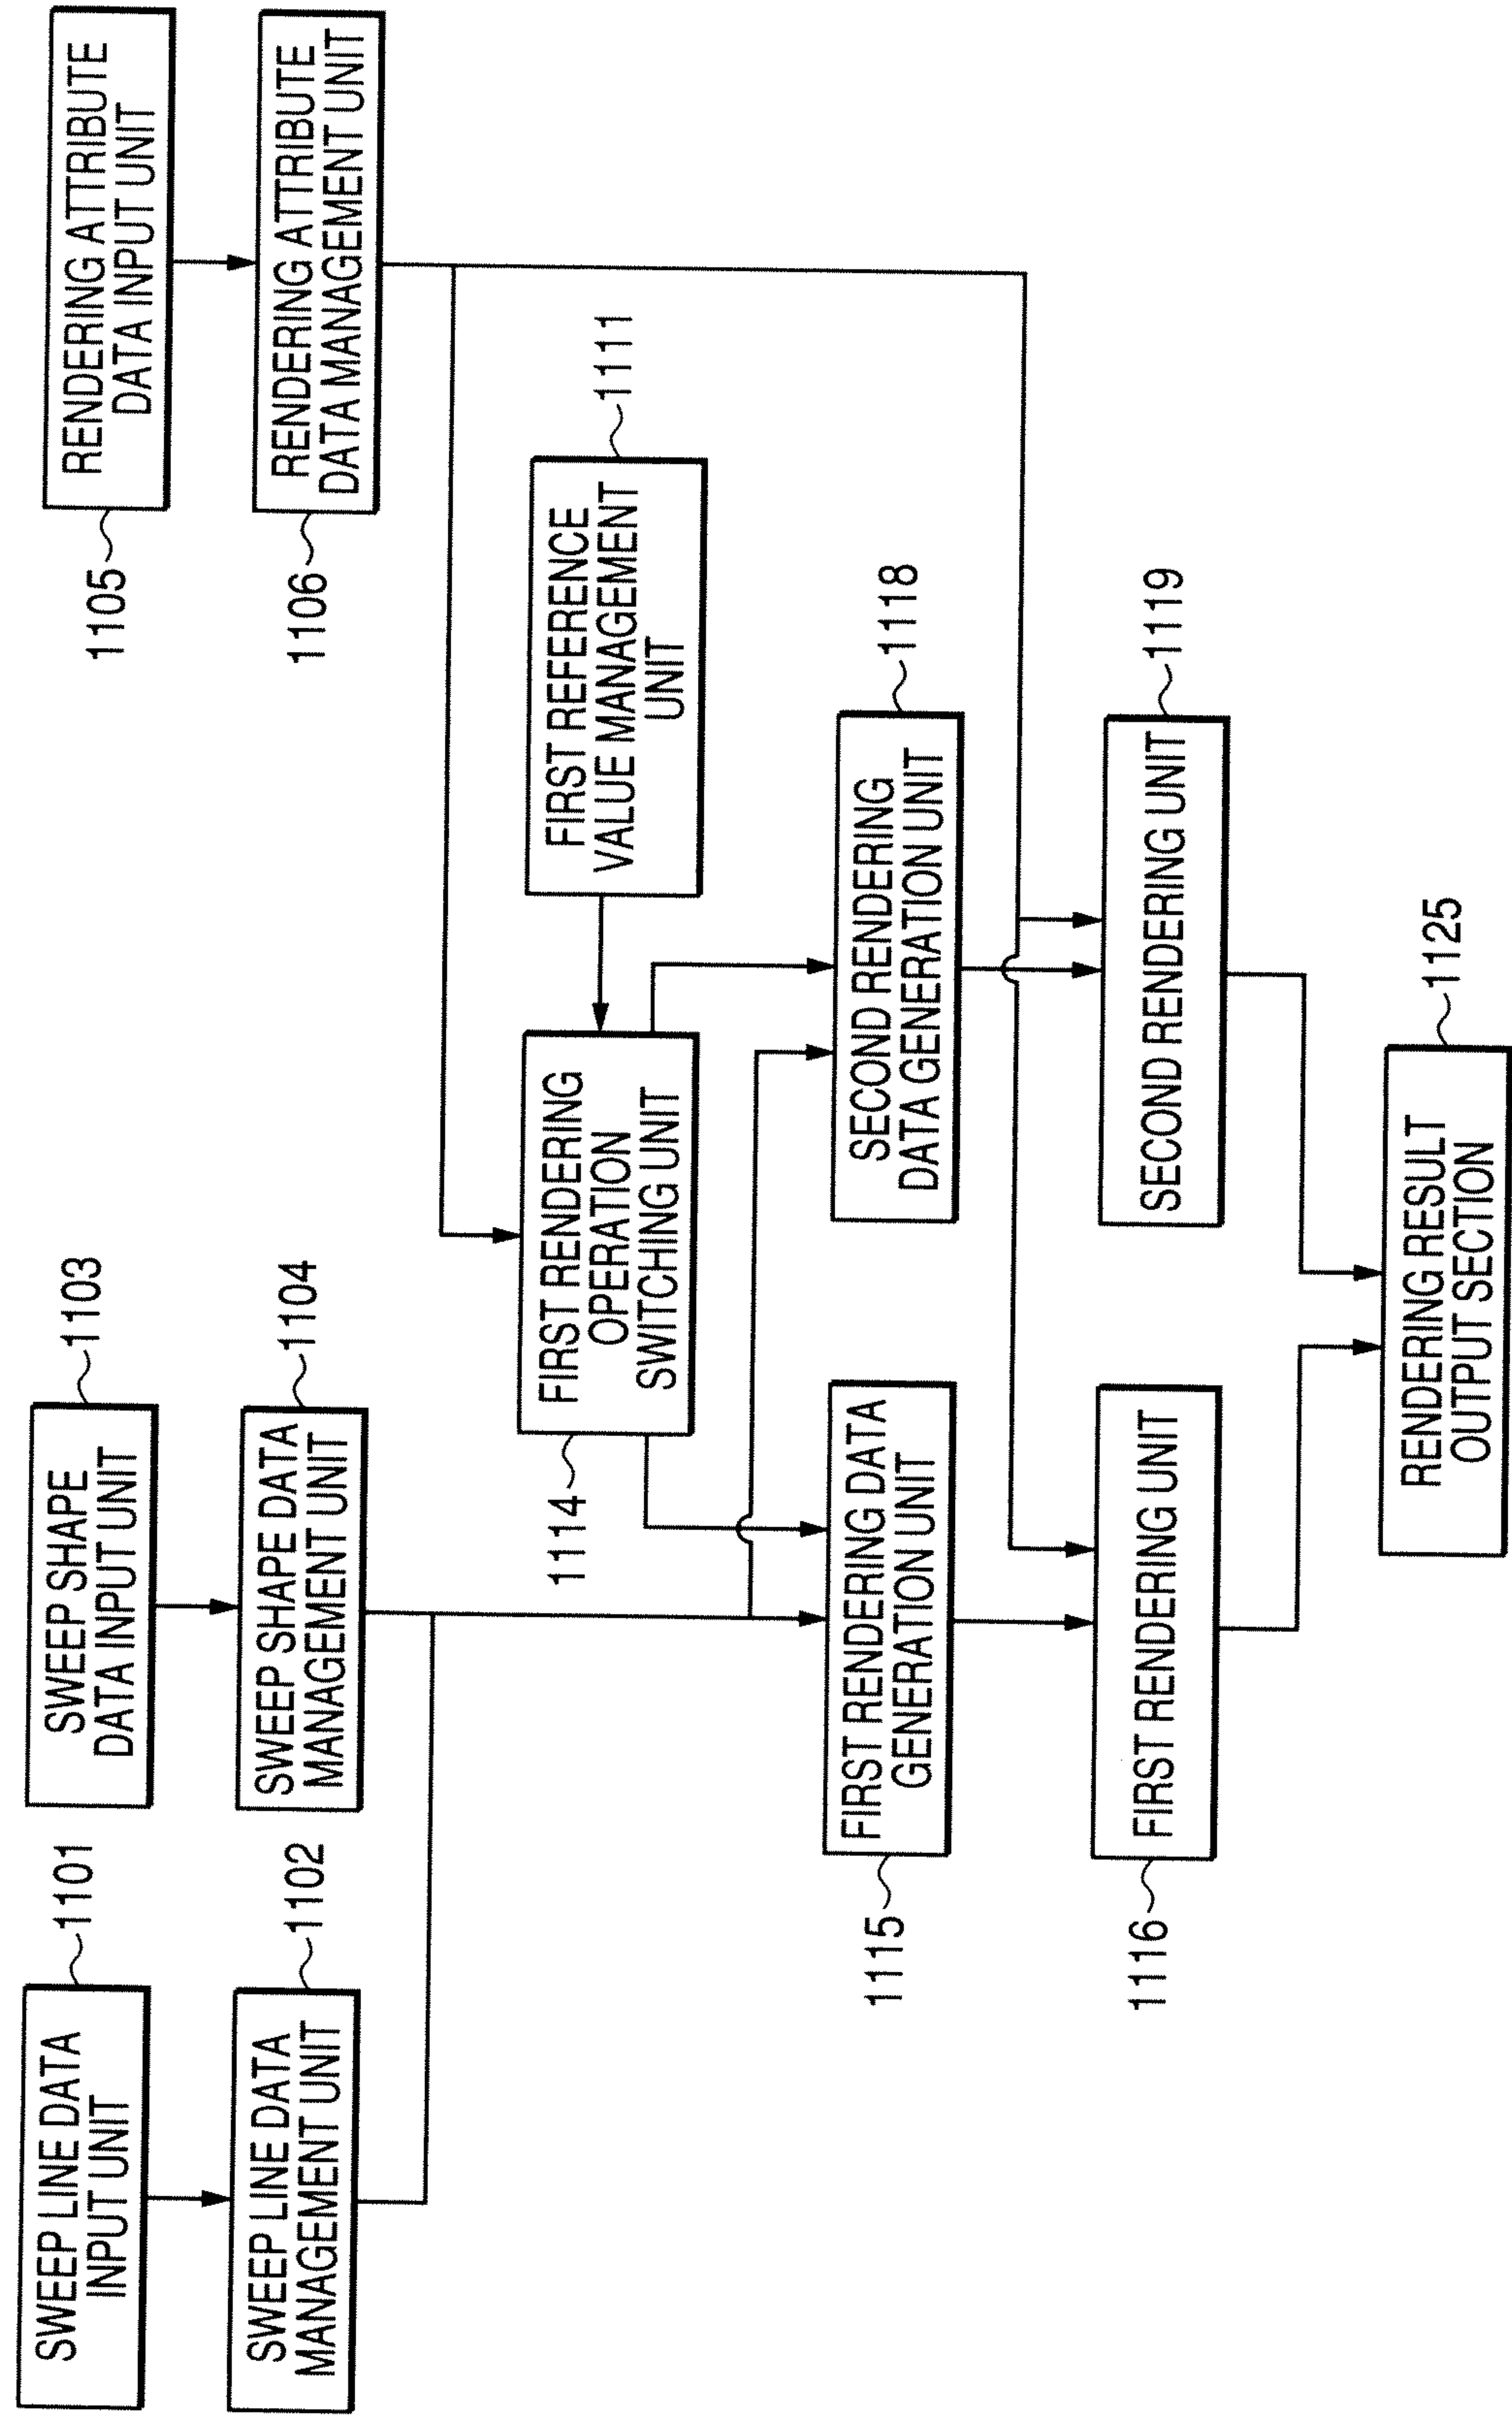 SWEEP LINE DATA
INPUT UNIT
1101
SWEEP SHAPE
DATA INPUT UNIT
1103
1105
RENDERING ATTRIBUTE
DATA INPUT UNIT
SWEEP LINE DATA
MANAGEMENT UNIT
1102
SWEEP SHAPE DATA
MANAGEMENT UNIT
1104
1106
RENDERING ATTRIBUTE
DATA MANAGEMENT UNIT
1114
FIRST RENDERING
OPERATION
SWITCHING UNIT
FIRST REFERENCE
VALUE MANAGEMENT
UNIT
1111
1115
FIRST RENDERING DATA
GENERATION UNIT
SECOND RENDERING
DATA GENERATION UNIT
1118
1116
FIRST RENDERING UNIT
SECOND RENDERING UNIT
1119
RENDERING RESULT
OUTPUT SECTION
1125